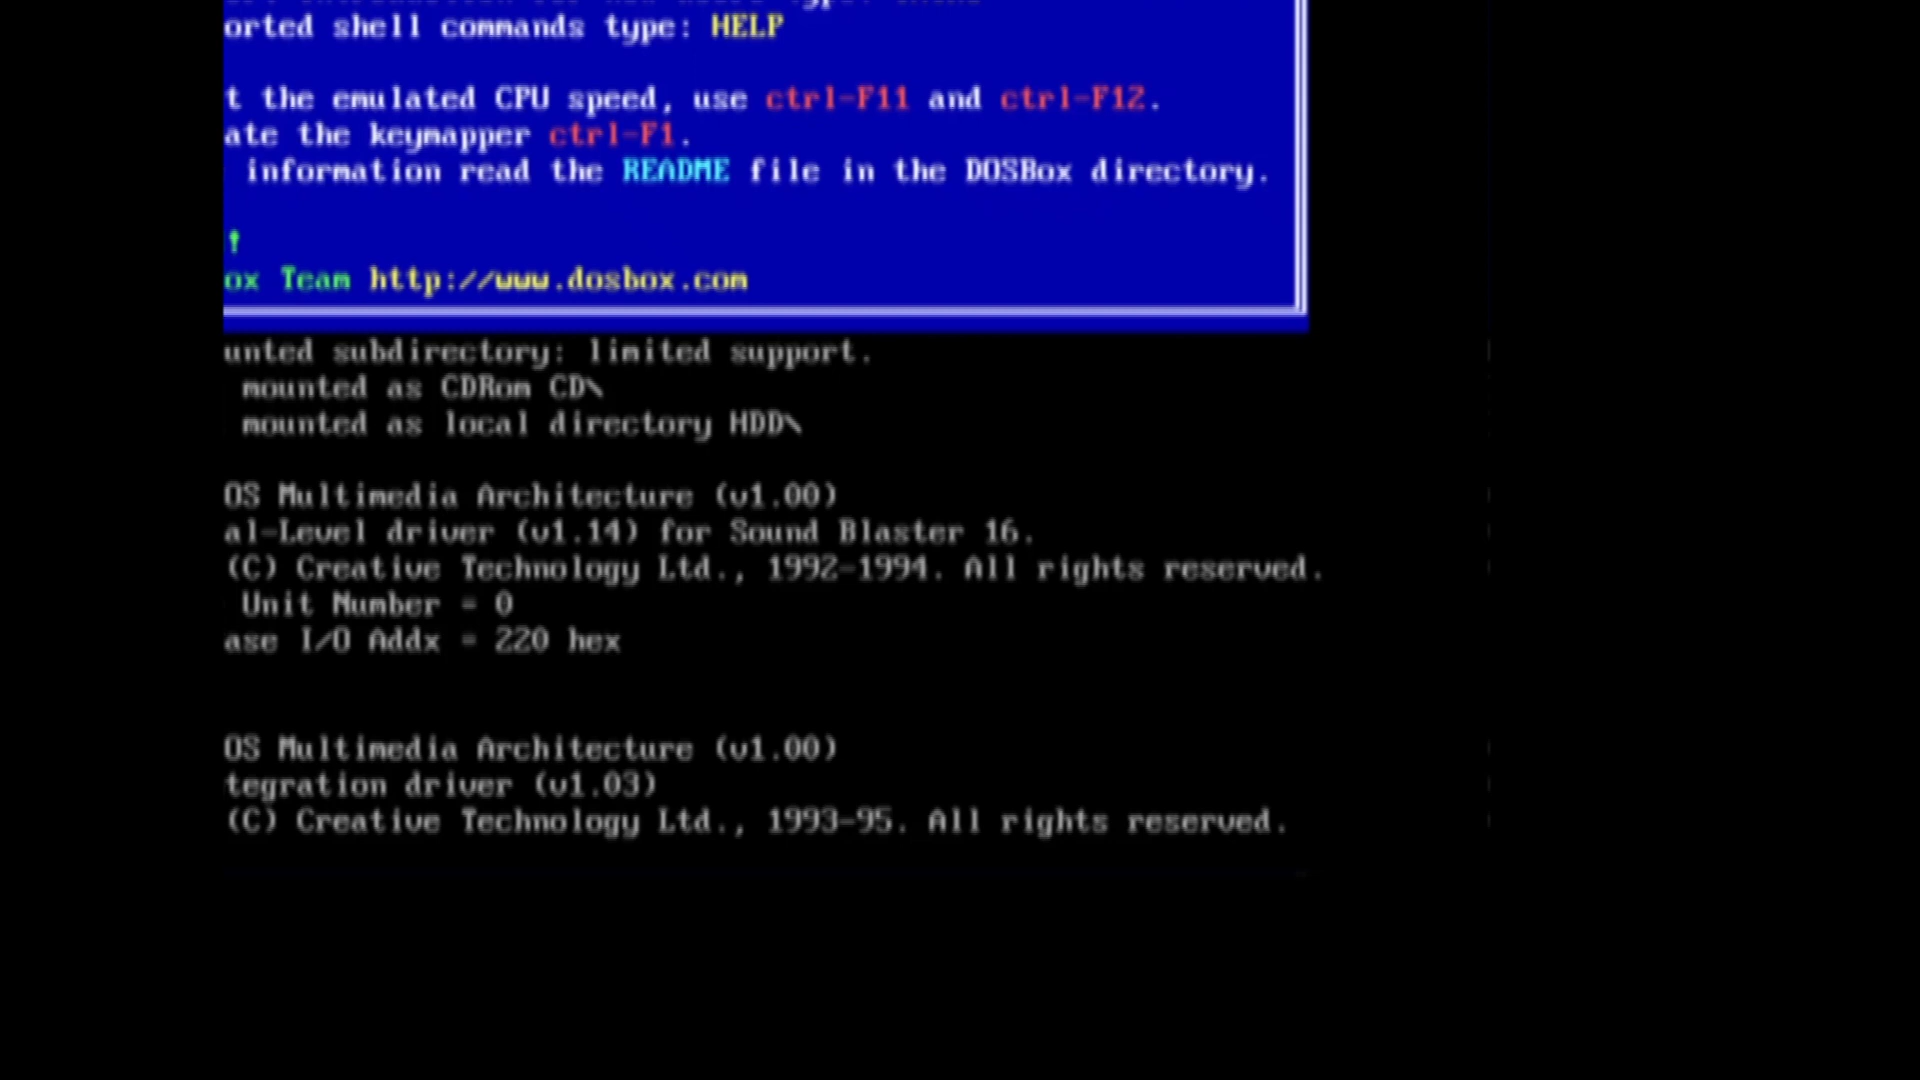 orted shell commands type: HELP
t the emulated CPU speed, use ctrl-F11 and ctrl-F12.
ate the keymapper ctrl-F1.
information read the README file in the DOSBox directory.
!
ox Team http://www.dosbox.com
unted subdirectory: limited support.
mounted as CDRom CD\
mounted as local directory HDD\
OS Multimedia Architecture (v1.00)
al-Level driver (v1.14) for Sound Blaster 16.
(C) Creative Technology Ltd., 1992-1994. All rights reserved.
Unit Number = 0
ase I/O Addx = 220 hex
OS Multimedia Architecture (v1.00)
tegration driver (v1.03)
(C) Creative Technology Ltd., 1993-95. All rights reserved.